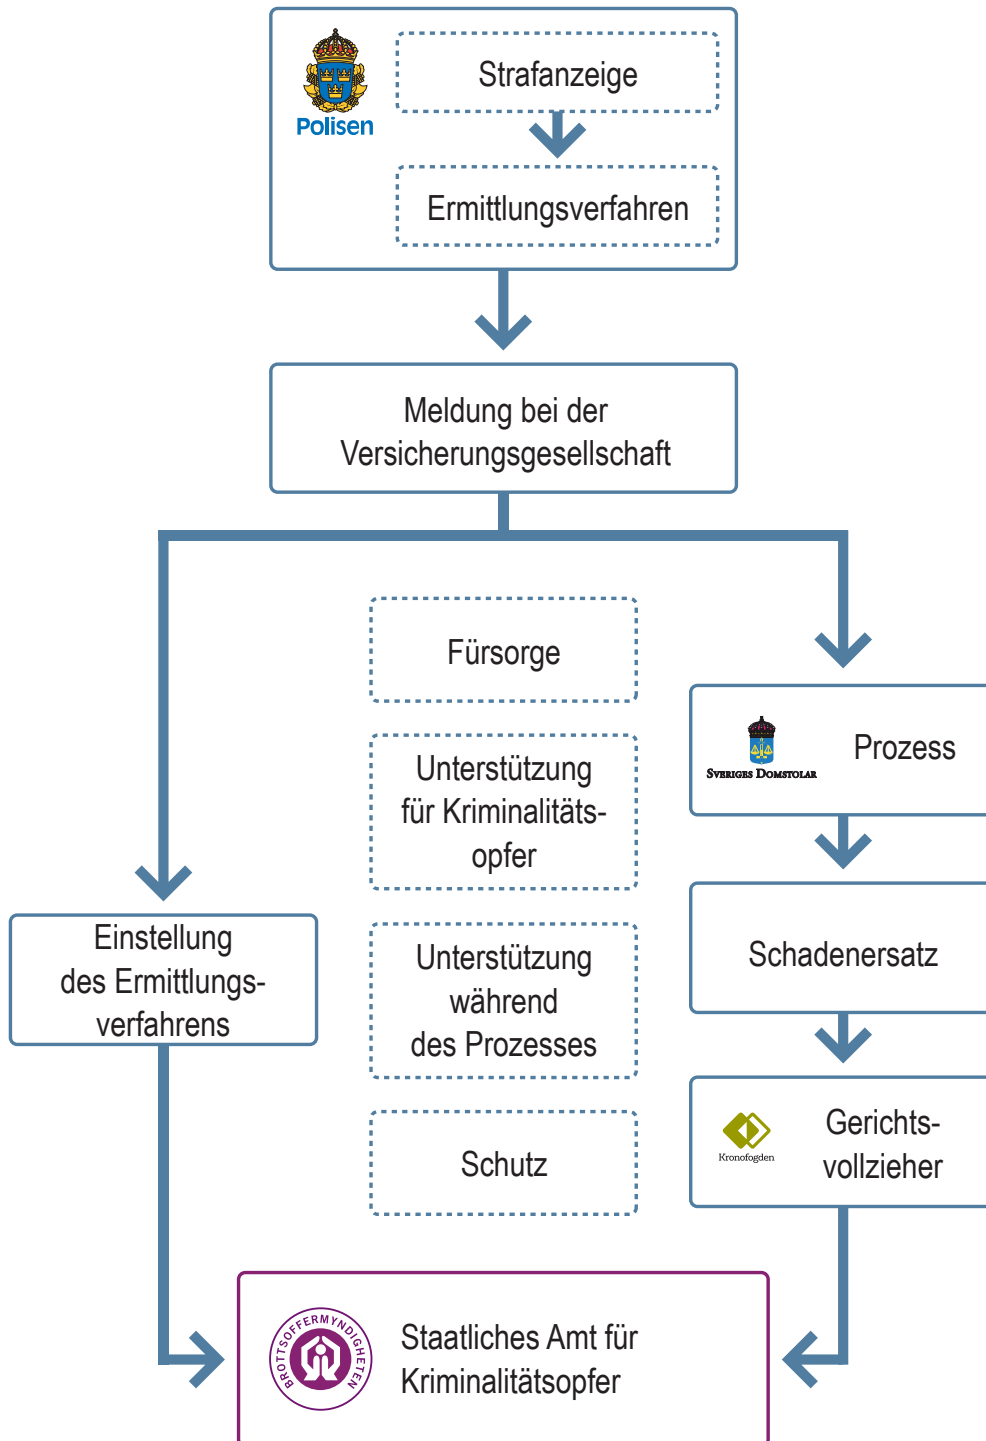 Polisen
Strafanzeige
Ermittlungsverfahren
Meldung bei der
Versicherungsgesellschaft
Fürsorge
Unterstützung
für Kriminalitäts-
opfer
Unterstützung
während
des Prozesses
Schutz
Einstellung
des Ermittlungs-
verfahrens
SVERIGES DOMSTOLAR
Prozess
Schadenersatz
Kronofogden
Gerichts-
vollzieher
BROTTSOFFERMYNDIGHETEN
Staatliches Amt für
Kriminalitätsopfer